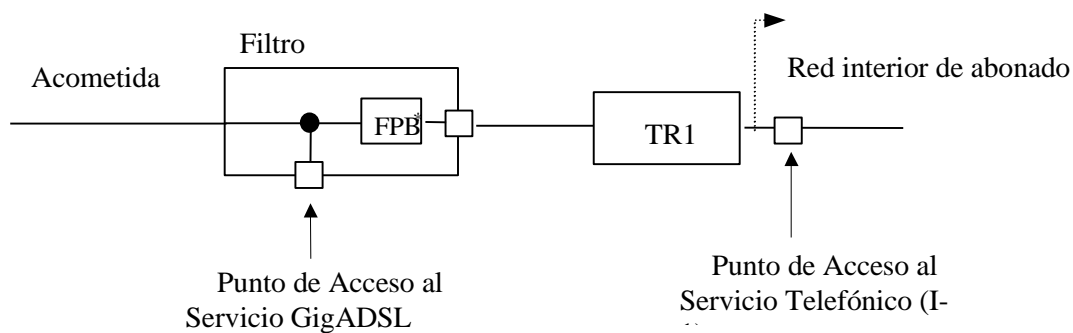 Filtro
Acometida
Red interior de abonado
FPB*
TR1
Punto de Acceso al
Servicio GigADSL
Punto de Acceso al
Servicio Telefónico (I-